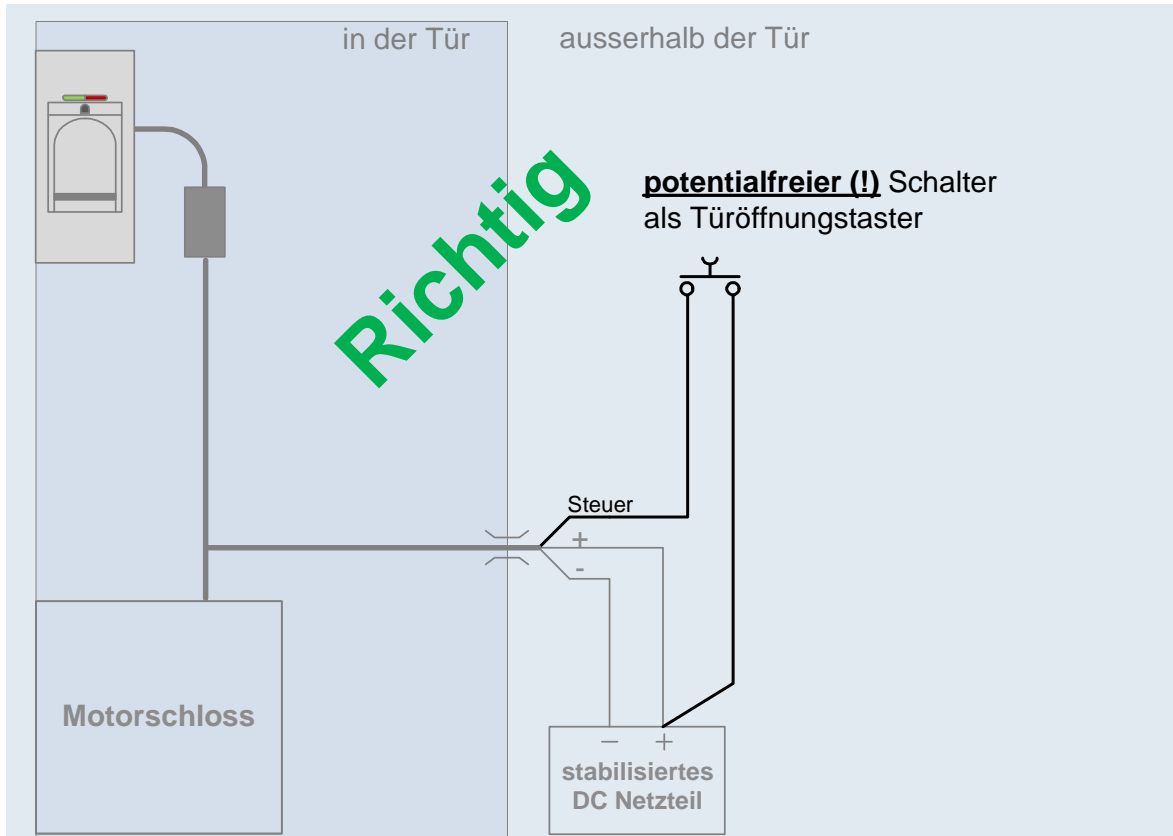 in der Tür
ausserhalb der Tür
potentialfreier (!) Schalter
als Türöffnungstaster
Richtig
Steuer
+
-
Motorschloss
− +
stabilisiertes
DC Netzteil